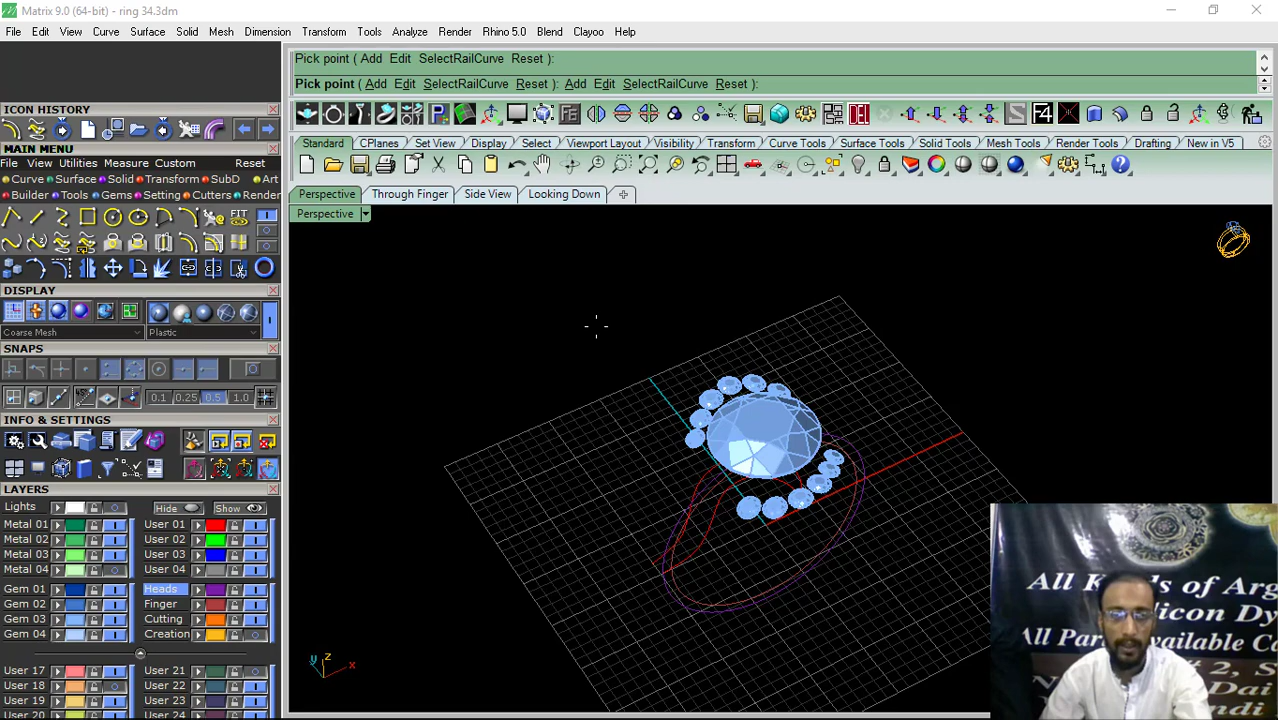 Matrix 9.0 (64-bit) - ring 34.3dm
File Edit View Curve Surface Solid Mesh Dimension Transform Tools Analyze Render Rhino 5.0 Blend Clayoo Help
Pick point ( Add Edit SelectRailCurve Reset ):
Pick point ( Add Edit SelectRailCurve Reset ): Add Edit SelectRailCurve Reset ):
ICON HISTORY
MAIN MENU
File View Utilities Measure Custom Reset
Curve Surface Solid Transform SubD Art
Builder Tools Gems Setting Cutters Render
FIT
F4
Standard CPlanes Set View Display Select Viewport Layout Visibility Transform Curve Tools Surface Tools Solid Tools Mesh Tools Render Tools Drafting New in V5
Perspective Through Finger Side View Looking Down
Perspective
DISPLAY
Coarse Mesh Plastic
SNAPS
0.1 0.25 0.5 1.0
INFO & SETTINGS
LAYERS
Lights Hide Show
Metal 01 User 01
Metal 02 User 02
Metal 03 User 03
Metal 04 User 04
Gem 01 Heads
Gem 02 Finger
Gem 03 Cutting
Gem 04 Creation
User 17 User 21
User 18 User 22
User 19 User 23
User 20 User 24
z
y
x
All Kinds of Arg
ilicon Dy
All Part Available Ca